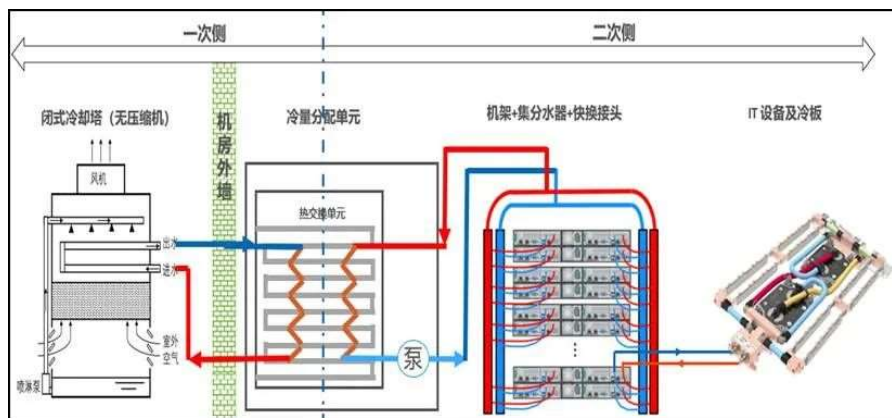 一次侧
二次侧
闭式冷却塔（无压缩机）
机房外墙
冷量分配单元
机架+集分水器+快换接头
IT 设备及冷板
风机
热交换单元
出水
进水
室外
空气
泵
喷淋泵